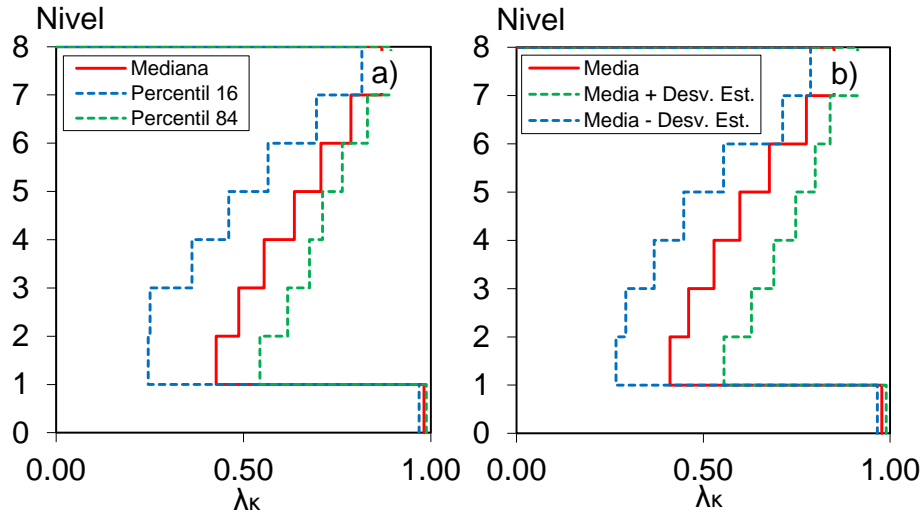 Nivel
8
7
6
5
4
3
2
1
0
Mediana
Percentil 16
Percentil 84
a)
0.00
0.50
1.00
λκ
Nivel
8
7
6
5
4
3
2
1
0
Media
Media + Desv. Est.
Media - Desv. Est.
b)
0.00
0.50
1.00
λκ